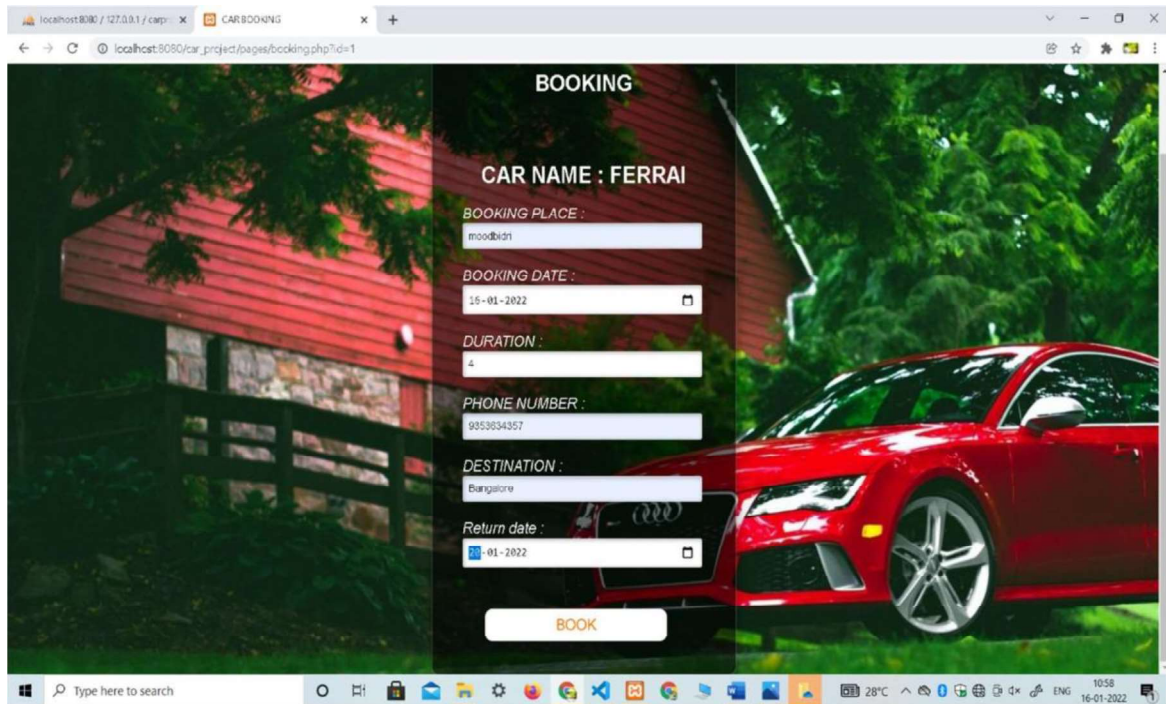 localhost:8080 / 127.0.0.1 / carpro
CAR BOOKING
localhost:8080/car_project/pages/booking.php?id=1
BOOKING
CAR NAME : FERRAI
BOOKING PLACE :
moodbidri
BOOKING DATE :
16-01-2022
DURATION :
4
PHONE NUMBER :
9353634357
DESTINATION :
Bangalore
Return date :
20-01-2022
BOOK
Type here to search
28°C
ENG
10:58
16-01-2022